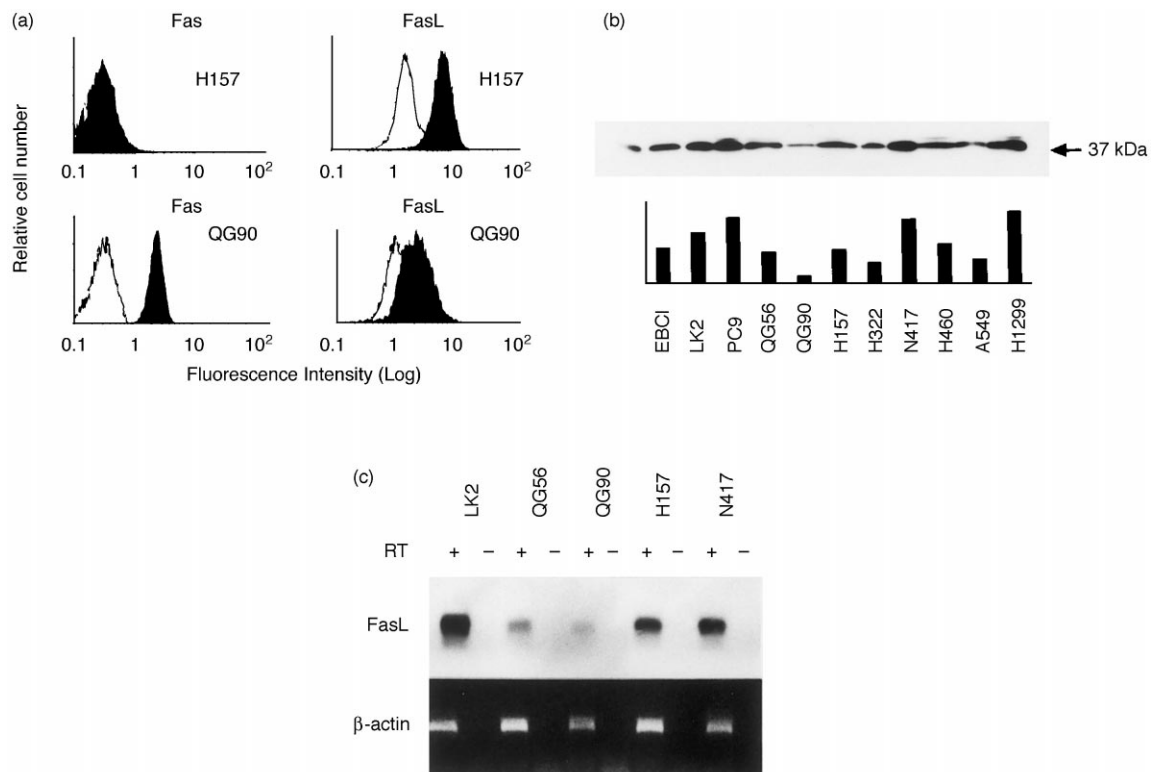 (a)
Fas
FasL
H157
H157
0.1 1 10 10²
0.1 1 10 10²
Fas
FasL
QG90
QG90
0.1 1 10 10²
0.1 1 10 10²
Relative cell number
Fluorescence Intensity (Log)
(b)
37 kDa
EBCI
LK2
PC9
QG56
QG90
H157
H322
N417
H460
A549
H1299
(c)
LK2
QG56
QG90
H157
N417
RT + – + – + – + – + –
FasL
β-actin